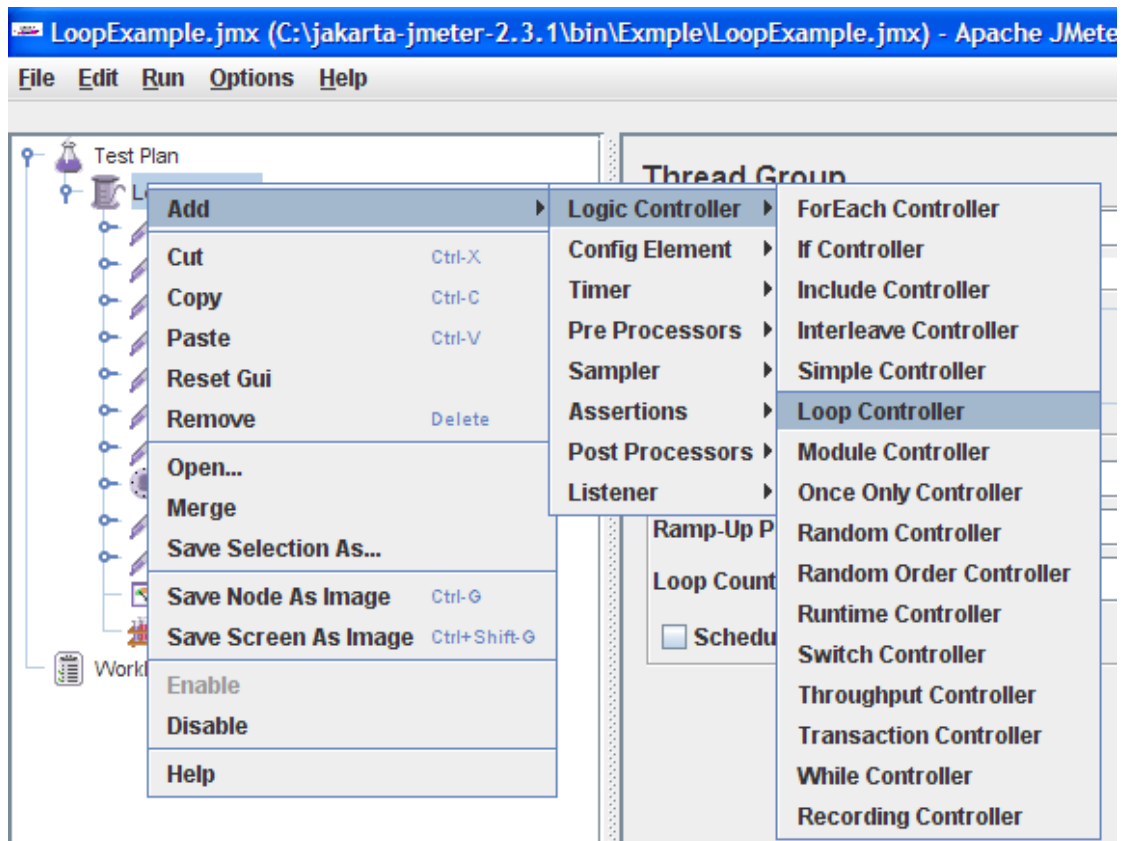 LoopExample.jmx (C:\jakarta-jmeter-2.3.1\bin\Exmple\LoopExample.jmx) - Apache JMete
File Edit Run Options Help
Test Plan
Thread Group
Add
Cut Ctrl-X
Copy Ctrl-C
Paste Ctrl-V
Reset Gui
Remove Delete
Open...
Merge
Save Selection As...
Save Node As Image Ctrl-G
Save Screen As Image Ctrl+Shift-G
Enable
Disable
Help
Logic Controller
Config Element
Timer
Pre Processors
Sampler
Assertions
Post Processors
Listener
ForEach Controller
If Controller
Include Controller
Interleave Controller
Simple Controller
Loop Controller
Module Controller
Once Only Controller
Random Controller
Random Order Controller
Runtime Controller
Switch Controller
Throughput Controller
Transaction Controller
While Controller
Recording Controller
Ramp-Up P
Loop Count
Schedu
Work